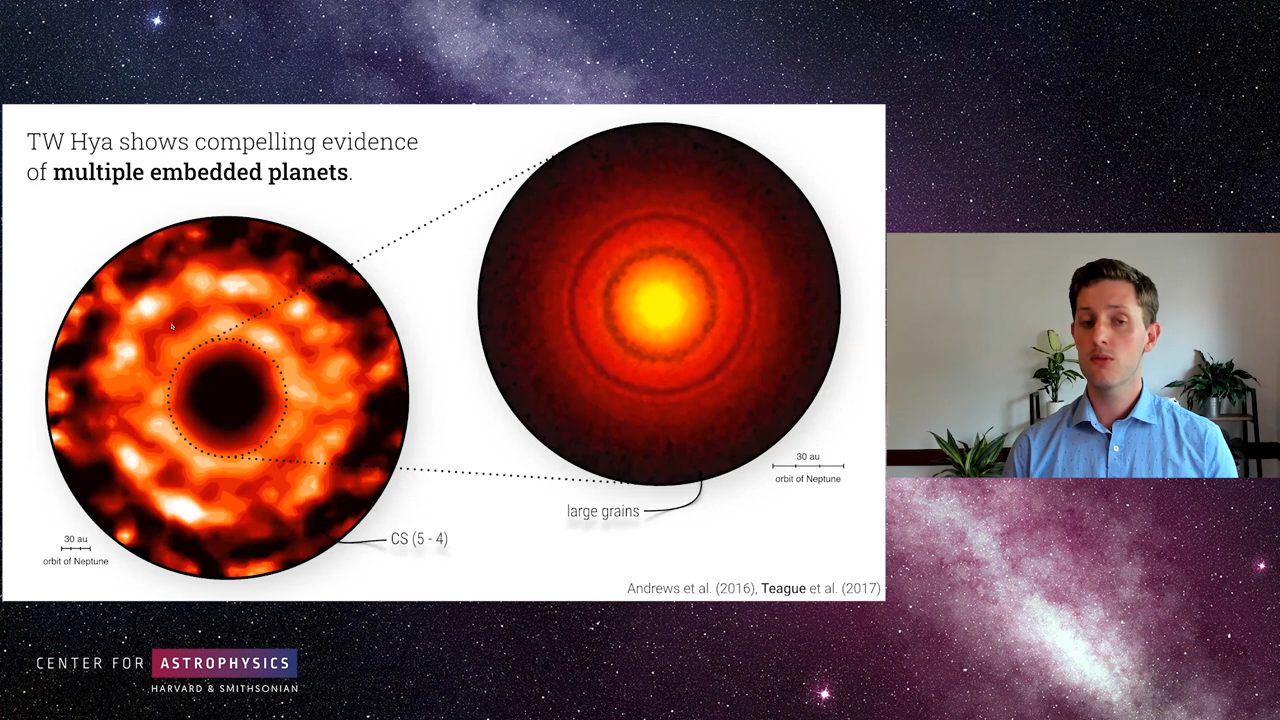 TW Hya shows compelling evidence
of multiple embedded planets.
30 au
orbit of Neptune
CS (5 - 4)
30 au
orbit of Neptune
large grains
Andrews et al. (2016), Teague et al. (2017)
CENTER FOR ASTROPHYSICS
HARVARD & SMITHSONIAN